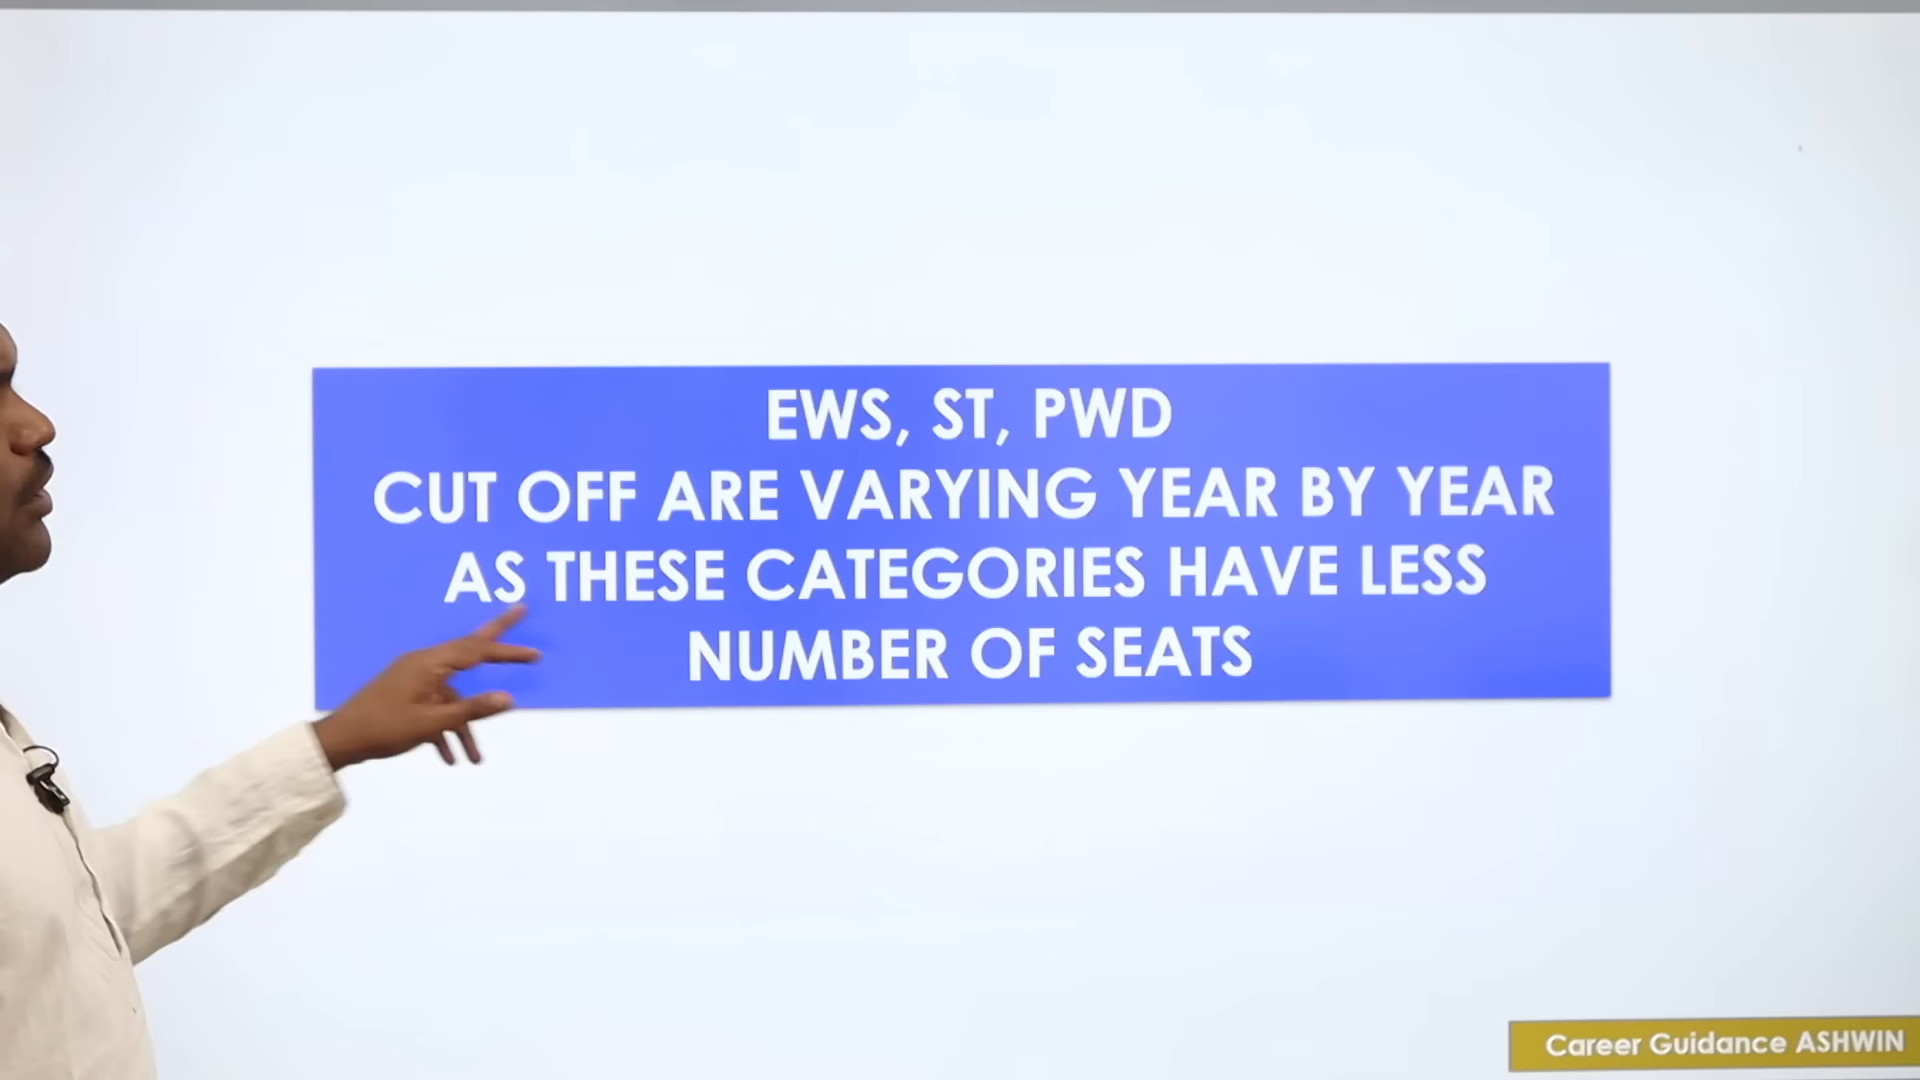 EWS, ST, PWD
CUT OFF ARE VARYING YEAR BY YEAR
AS THESE CATEGORIES HAVE LESS
NUMBER OF SEATS
Career Guidance ASHWIN